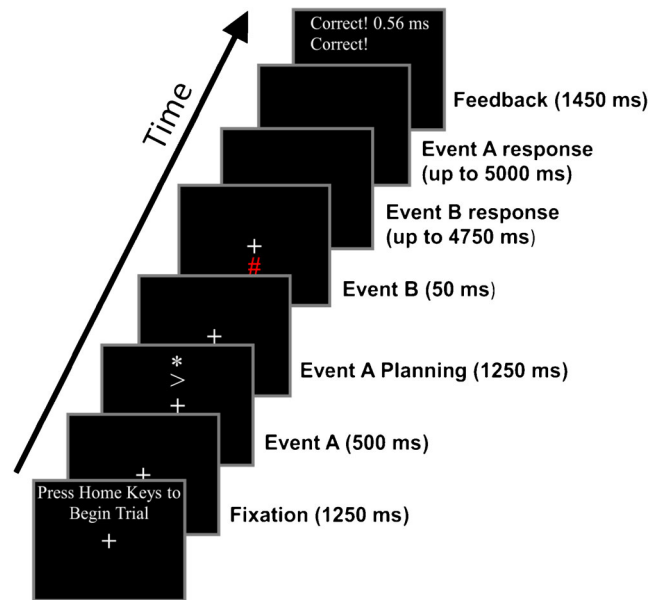 Correct! 0.56 ms
Correct!
Feedback (1450 ms)
Time
Event A response
(up to 5000 ms)
Event B response
(up to 4750 ms)
+
#
Event B (50 ms)
+
Event A Planning (1250 ms)
*
>
+
Event A (500 ms)
+
Fixation (1250 ms)
Press Home Keys to
Begin Trial
+